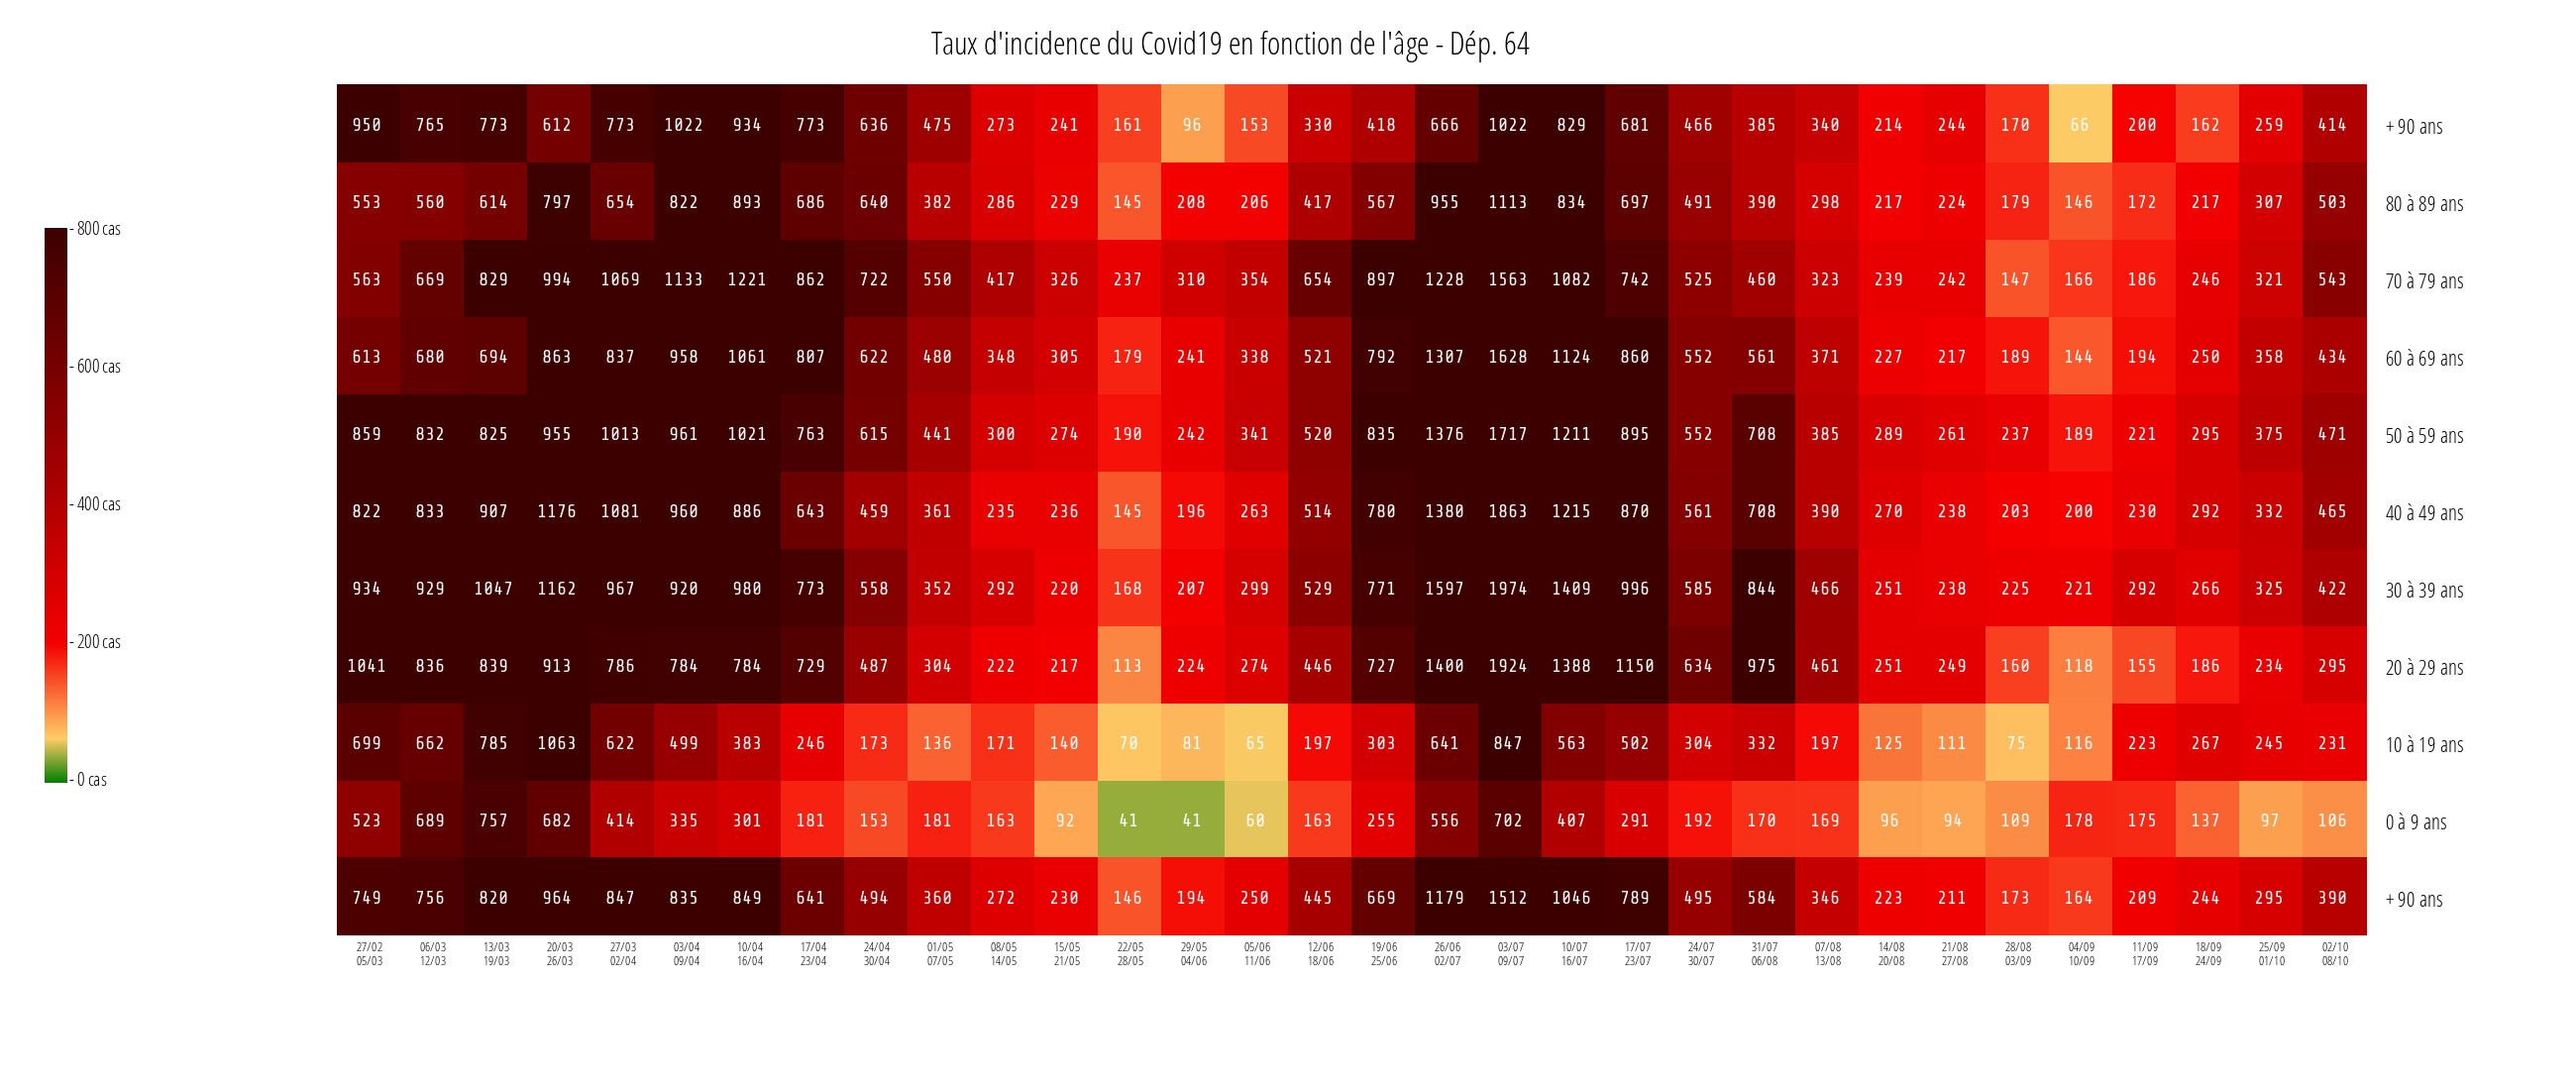 Taux d'incidence du Covid19 en fonction de l'âge - Dép. 64
- 800 cas
- 600 cas
- 400 cas
- 200 cas
- 0 cas
950 765 773 612 773 1022 934 773 636 475 273 241 161 96 153 330 418 666 1022 829 681 466 385 340 214 244 170 66 200 162 259 414 + 90 ans
553 560 614 797 654 822 893 686 640 382 286 229 145 208 206 417 567 955 1113 834 697 491 390 298 217 224 179 146 172 217 307 503 80 à 89 ans
563 669 829 994 1069 1133 1221 862 722 550 417 326 237 310 354 654 897 1228 1563 1082 742 525 460 323 239 242 147 166 186 246 321 543 70 à 79 ans
613 680 694 863 837 958 1061 807 622 480 348 305 179 241 338 521 792 1307 1628 1124 860 552 561 371 227 217 189 144 194 250 358 434 60 à 69 ans
859 832 825 955 1013 961 1021 763 615 441 300 274 190 242 341 520 835 1376 1717 1211 895 552 708 385 289 261 237 189 221 295 375 471 50 à 59 ans
822 833 907 1176 1081 960 886 643 459 361 235 236 145 196 263 514 780 1380 1863 1215 870 561 708 390 270 238 203 200 230 292 332 465 40 à 49 ans
934 929 1047 1162 967 920 980 773 558 352 292 220 168 207 299 529 771 1597 1974 1409 996 585 844 466 251 238 225 221 292 266 325 422 30 à 39 ans
1041 836 839 913 786 784 784 729 487 304 222 217 113 224 274 446 727 1400 1924 1388 1150 634 975 461 251 249 160 118 155 186 234 295 20 à 29 ans
699 662 785 1063 622 499 383 246 173 136 171 140 70 81 65 197 303 641 847 563 502 304 332 197 125 111 75 116 223 267 245 231 10 à 19 ans
523 689 757 682 414 335 301 181 153 181 163 92 41 41 60 163 255 556 702 407 291 192 170 169 96 94 109 178 175 137 97 106 0 à 9 ans
749 756 820 964 847 835 849 641 494 360 272 230 146 194 250 445 669 1179 1512 1046 789 495 584 346 223 211 173 164 209 244 295 390 + 90 ans
27/02 06/03 13/03 20/03 27/03 03/04 10/04 17/04 24/04 01/05 08/05 15/05 22/05 29/05 05/06 12/06 19/06 26/06 03/07 10/07 17/07 24/07 31/07 07/08 14/08 21/08 28/08 04/09 11/09 18/09 25/09 02/10
05/03 12/03 19/03 26/03 02/04 09/04 16/04 23/04 30/04 07/05 14/05 21/05 28/05 04/06 11/06 18/06 25/06 02/07 09/07 16/07 23/07 30/07 06/08 13/08 20/08 27/08 03/09 10/09 17/09 24/09 01/10 08/10